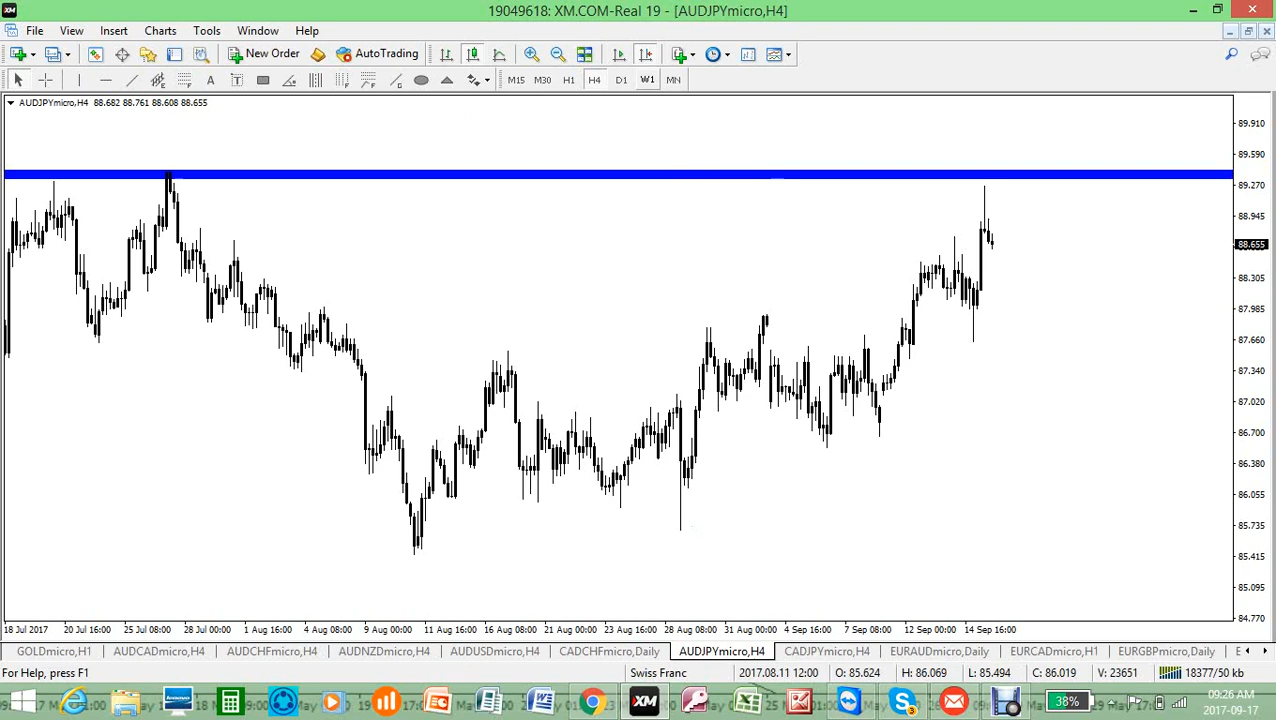 XM
19049618: XM.COM-Real 19 - [AUDJPYmicro,H4]
File View Insert Charts Tools Options Window Help
New Order AutoTrading
A T M15 M30 H1 H4 D1 W1 MN
AUDJPYmicro,H4 88.682 88.761 88.608 88.655
89.910
89.590
89.270
88.945
88.655
88.305
87.985
87.660
87.340
87.020
86.700
86.380
86.055
85.735
85.415
85.095
84.770
18 Jul 2017 20 Jul 16:00 25 Jul 08:00 28 Jul 00:00 1 Aug 16:00 4 Aug 08:00 9 Aug 00:00 11 Aug 16:00 16 Aug 08:00 21 Aug 00:00 23 Aug 16:00 28 Aug 08:00 31 Aug 00:00 4 Sep 16:00 7 Sep 08:00 12 Sep 00:00 14 Sep 16:00
GOLDmicro,H1 AUDCADmicro,H4 AUDCHFmicro,H4 AUDNZDmicro,H4 AUDUSDmicro,H4 CADCHFmicro,Daily AUDJPYmicro,H4 CADJPYmicro,H4 EURAUDmicro,Daily EURCADmicro,H1 EURGBPmicro,Daily E
For Help, press F1 Swiss Franc 2017.08.11 12:00 O: 85.624 H: 86.069 L: 85.494 C: 86.019 V: 23651 18377/50 kb
XM 38% 09:26 AM
2017-09-17